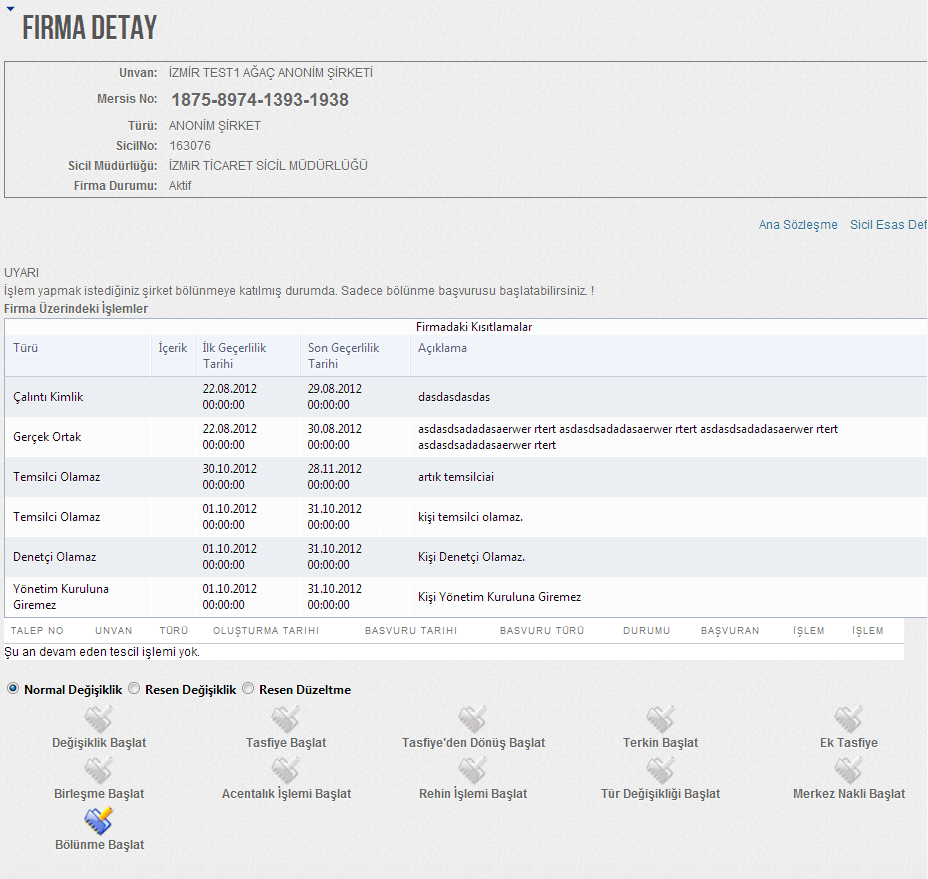 FIRMA DETAY
Unvan: İZMİR TEST1 AĞAÇ ANONİM ŞİRKETİ
Mersis No: 1875-8974-1393-1938
Türü: ANONİM ŞİRKET
SicilNo: 163076
Sicil Müdürlüğü: İZMiR TİCARET SİCİL MÜDÜRLÜĞÜ
Firma Durumu: Aktif
Ana Sözleşme Sicil Esas Def
UYARI
İşlem yapmak istediğiniz şirket bölünmeye katılmış durumda. Sadece bölünme başvurusu başlatabilirsiniz. !
Firma Üzerindeki İşlemler
Firmadaki Kısıtlamalar
Türü İçerik İlk Geçerlilik Tarihi Son Geçerlilik Tarihi Açıklama
Çalıntı Kimlik 22.08.2012 00:00:00 29.08.2012 00:00:00 dasdasdasdas
Gerçek Ortak 22.08.2012 00:00:00 30.08.2012 00:00:00 asdasdsadadasaerwer rtert asdasdsadadasaerwer rtert asdasdsadadasaerwer rtert asdasdsadadasaerwer rtert
Temsilci Olamaz 30.10.2012 00:00:00 28.11.2012 00:00:00 artık temsilciai
Temsilci Olamaz 01.10.2012 00:00:00 31.10.2012 00:00:00 kişi temsilci olamaz.
Denetçi Olamaz 01.10.2012 00:00:00 31.10.2012 00:00:00 Kişi Denetçi Olamaz.
Yönetim Kuruluna Giremez 01.10.2012 00:00:00 31.10.2012 00:00:00 Kişi Yönetim Kuruluna Giremez
TALEP NO UNVAN TÜRÜ OLUŞTURMA TARIHI BASVURU TARIHI BASVURU TÜRÜ DURUMU BAŞVURAN İŞLEM İŞLEM
Şu an devam eden tescil işlemi yok.
Normal Değişiklik Resen Değişiklik Resen Düzeltme
Değişiklik Başlat Tasfiye Başlat Tasfiye'den Dönüş Başlat Terkin Başlat Ek Tasfiye
Birleşme Başlat Acentalık İşlemi Başlat Rehin İşlemi Başlat Tür Değişikliği Başlat Merkez Nakli Başlat
Bölünme Başlat